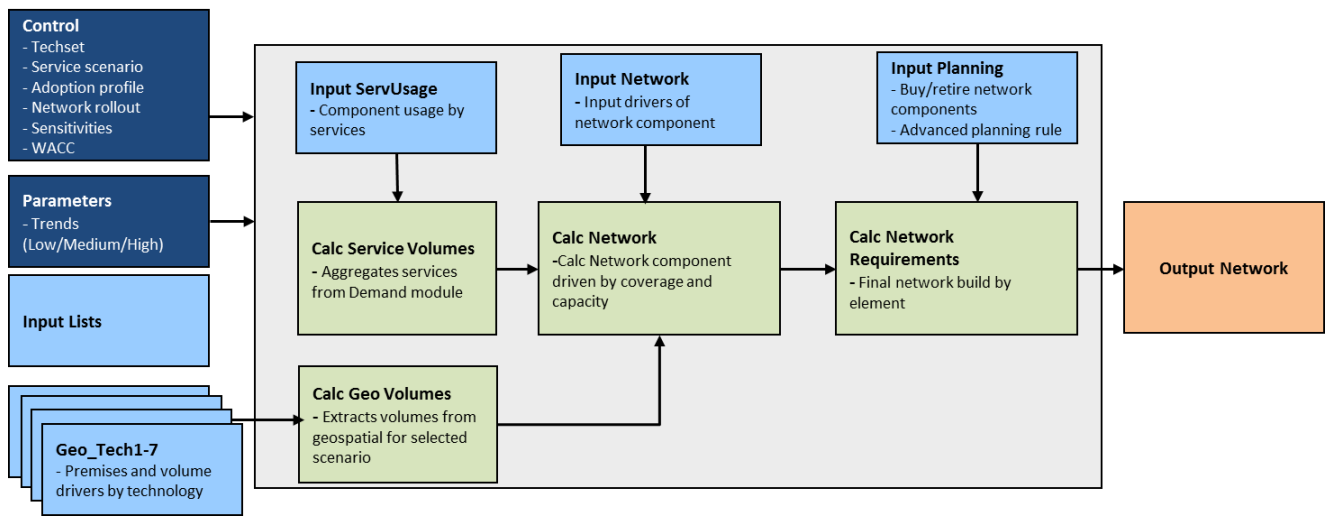 Control
- Techset
- Service scenario
- Adoption profile
- Network rollout
- Sensitivities
- WACC
Parameters
- Trends
(Low/Medium/High)
Input Lists
Geo_Tech1-7
- Premises and volume
drivers by technology
Input ServUsage
- Component usage by
services
Input Network
- Input drivers of
network component
Input Planning
- Buy/retire network
components
- Advanced planning rule
Calc Service Volumes
- Aggregates services
from Demand module
Calc Network
-Calc Network component
driven by coverage and
capacity
Calc Network
Requirements
- Final network build by
element
Calc Geo Volumes
- Extracts volumes from
geospatial for selected
scenario
Output Network